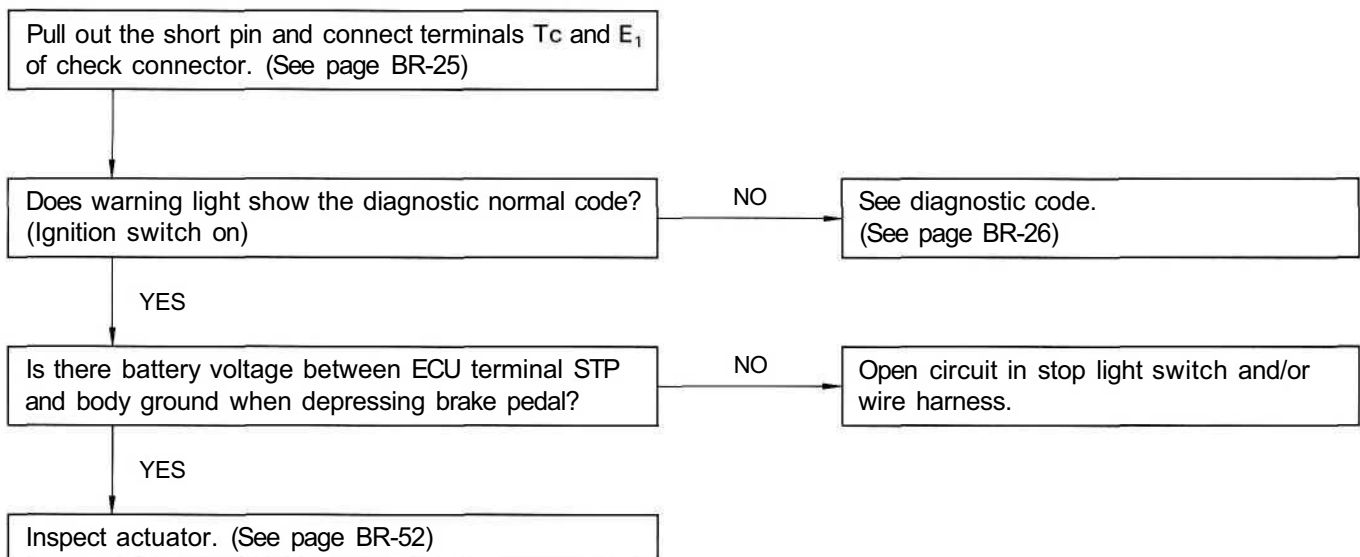 Pull out the short pin and connect terminals Tc and E₁
of check connector. (See page BR-25)
Does warning light show the diagnostic normal code?
(Ignition switch on)
NO
See diagnostic code.
(See page BR-26)
YES
Is there battery voltage between ECU terminal STP
and body ground when depressing brake pedal?
NO
Open circuit in stop light switch and/or
wire harness.
YES
Inspect actuator. (See page BR-52)